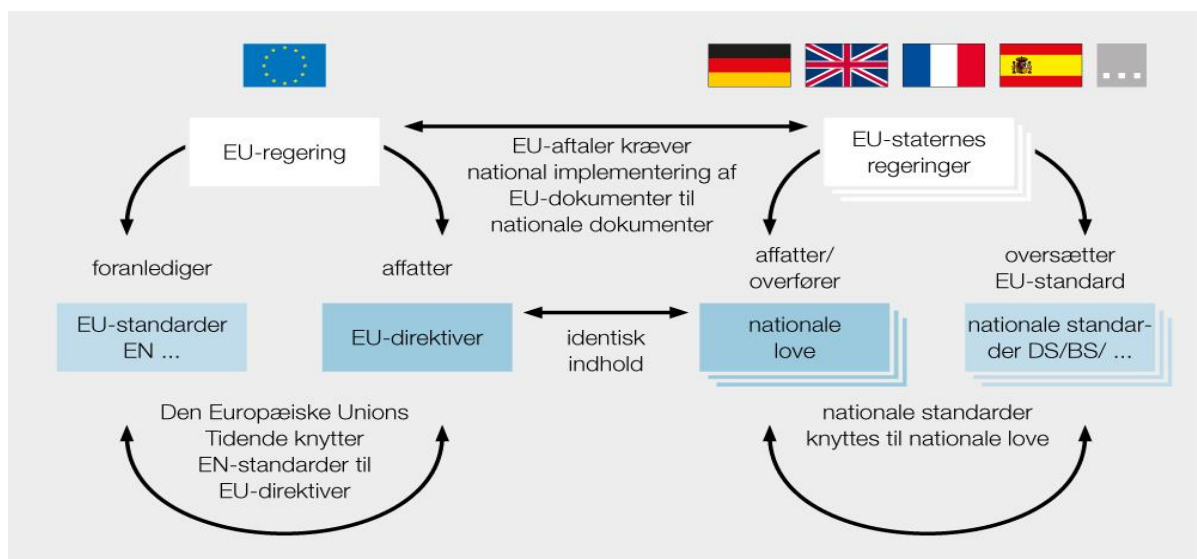 ...
EU-regering
EU-aftaler kræver
national implementering af
EU-dokumenter til
nationale dokumenter
EU-staternes
regeringer
foranlediger
affatter
affatter/
overfører
oversætter
EU-standard
EU-standarder
EN ...
EU-direktiver
identisk
indhold
nationale
love
nationale standar-
der DS/BS/ ...
Den Europæiske Unions
Tidende knytter
EN-standarder til
EU-direktiver
nationale standarder
knyttes til nationale love